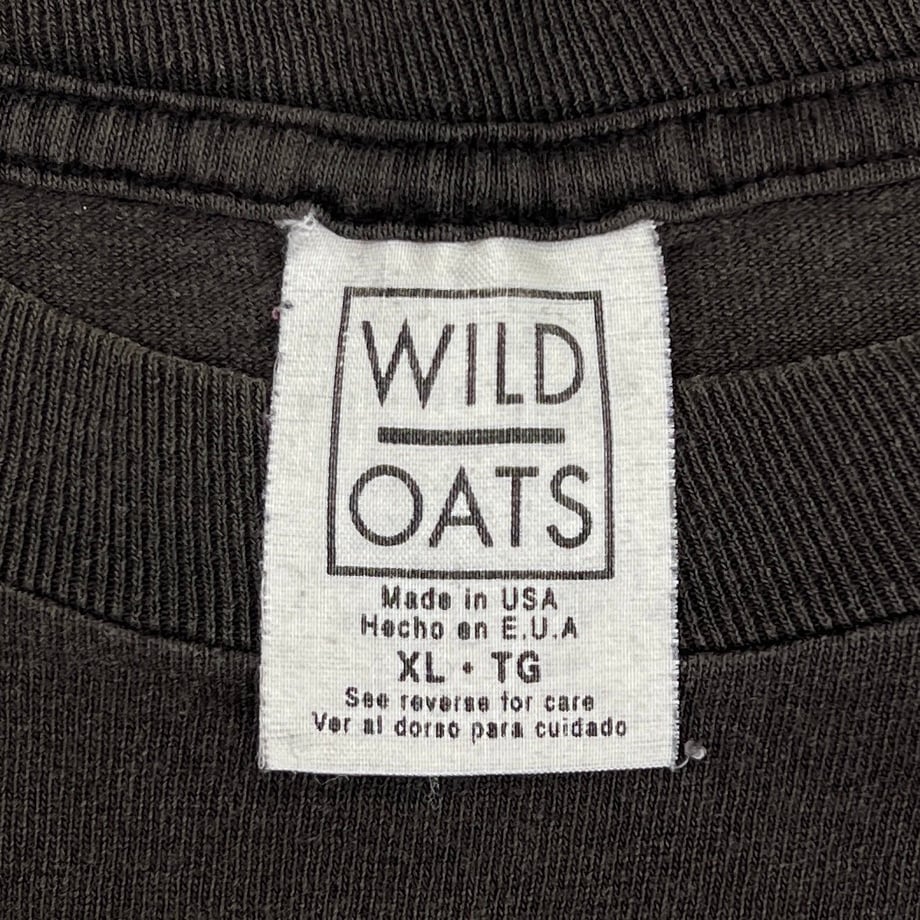 WILD
OATS
Made in USA
Hecho en E.U.A
XL • TG
See reverse for care
Ver al dorso para cuidado